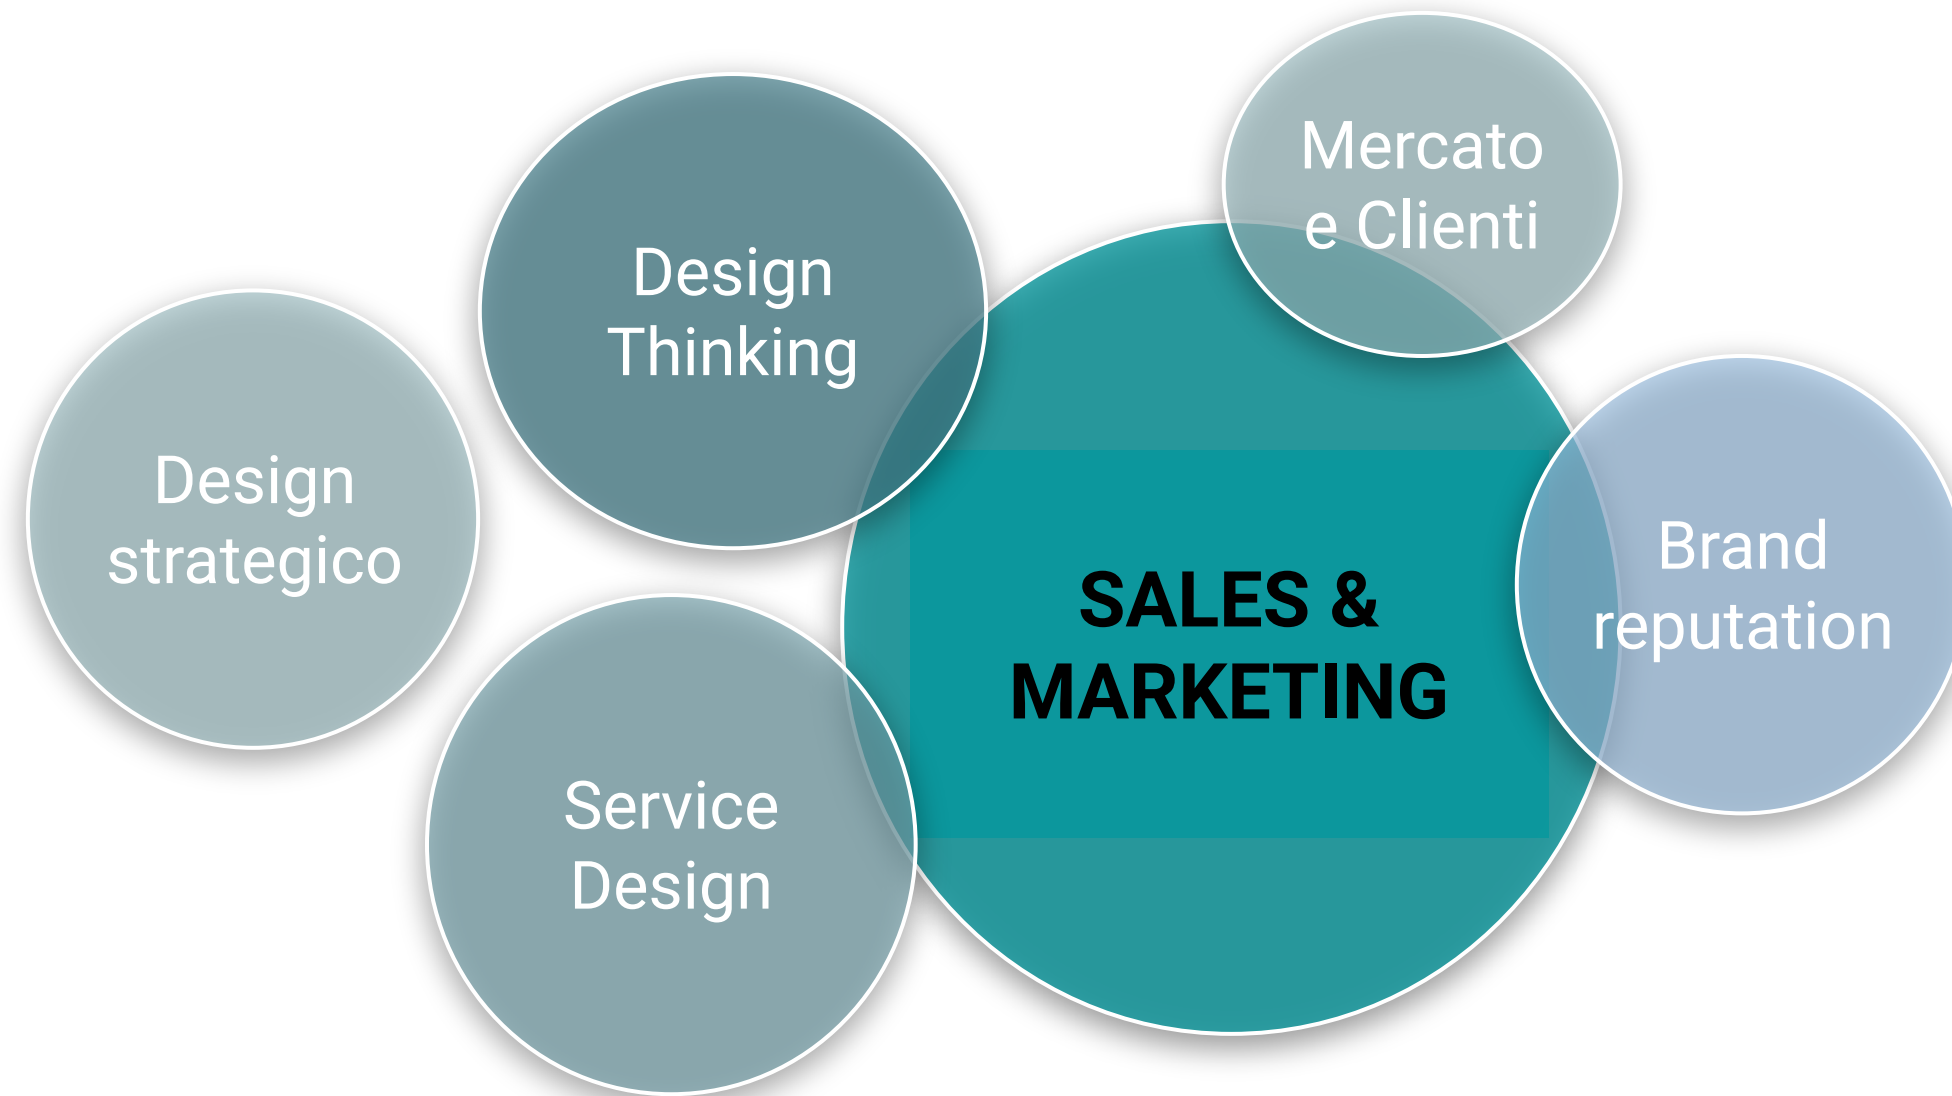 Mercato
e Clienti
Design
Thinking
Design
strategico
Brand
reputation
SALES &
MARKETING
Service
Design